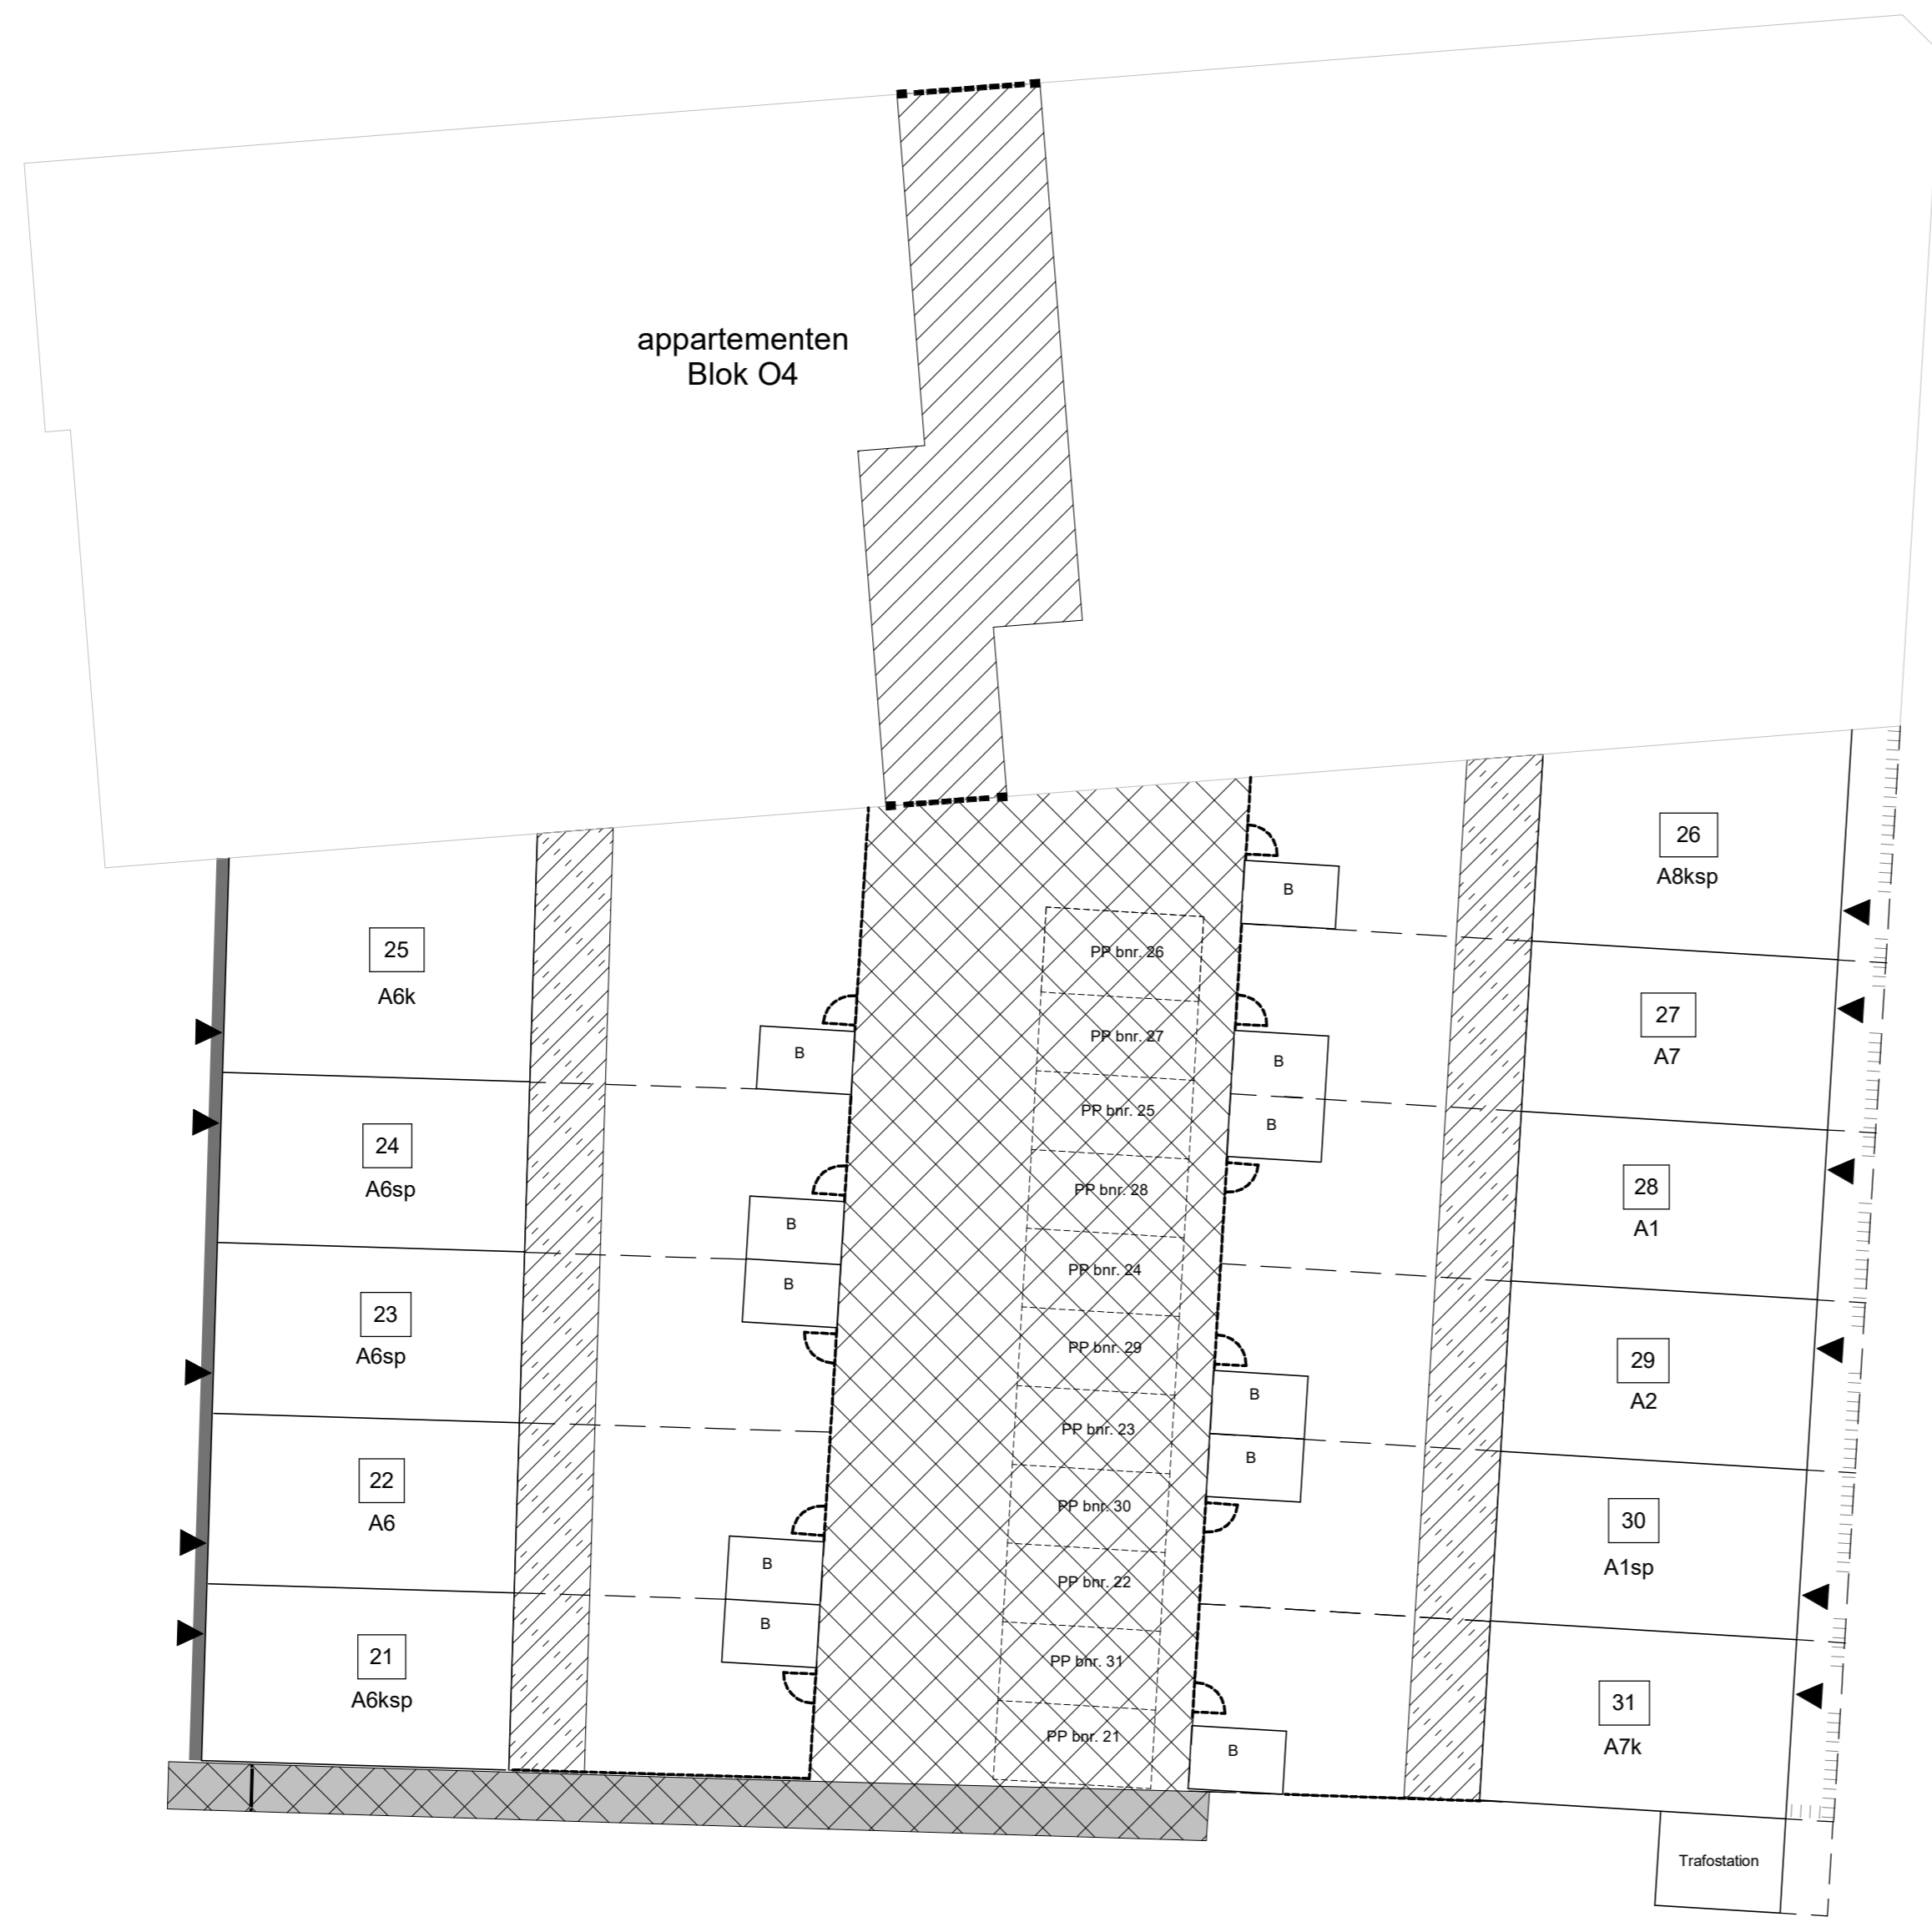 appartementen
Blok O4
26
A8ksp
B
25
A6k
PP bnr. 26
27
A7
PP bnr. 27
B
B
PP bnr. 25
B
24
A6sp
PP bnr. 28
28
A1
B
PP bnr. 24
B
23
A6sp
PP bnr. 29
29
A2
B
PP bnr. 23
B
22
A6
PP bnr. 30
30
A1sp
B
PP bnr. 22
B
21
A6ksp
PP bnr. 31
31
A7k
PP bnr. 21
B
Trafostation